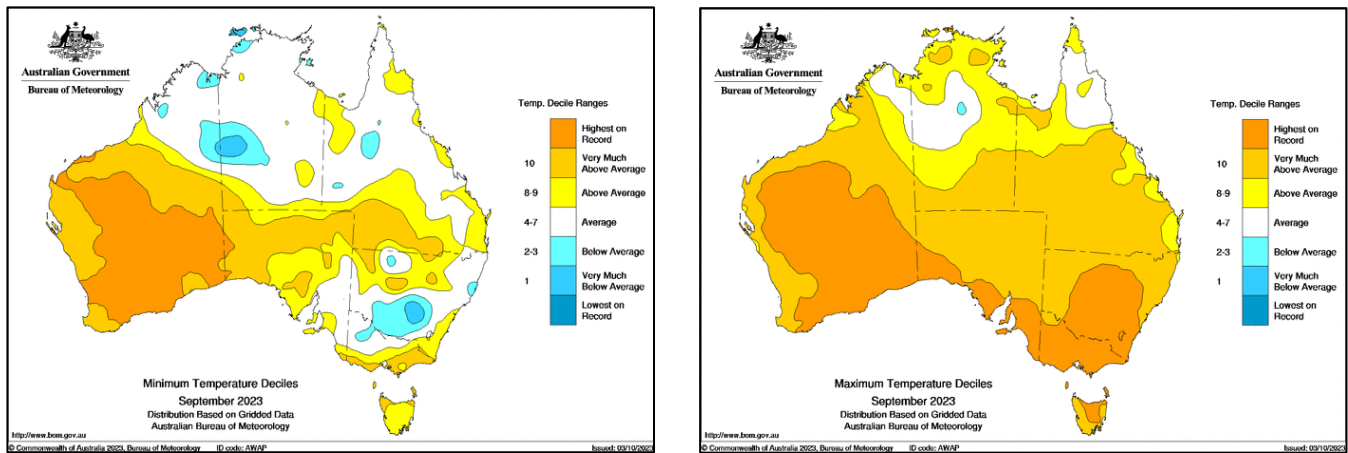 Australian Government
Bureau of Meteorology
Temp. Decile Ranges
Highest on
Record
10
Very Much
Above Average
8-9
Above Average
4-7
Average
2-3
Below Average
1
Very Much
Below Average
Lowest on
Record
Minimum Temperature Deciles
September 2023
Distribution Based on Gridded Data
Australian Bureau of Meteorology
http://www.bom.gov.au
© Commonwealth of Australia 2023, Bureau of Meteorology ID code: AWAP Issued: 03/10/2023
Australian Government
Bureau of Meteorology
Temp. Decile Ranges
Highest on
Record
10
Very Much
Above Average
8-9
Above Average
4-7
Average
2-3
Below Average
1
Very Much
Below Average
Lowest on
Record
Maximum Temperature Deciles
September 2023
Distribution Based on Gridded Data
Australian Bureau of Meteorology
http://www.bom.gov.au
© Commonwealth of Australia 2023, Bureau of Meteorology ID code: AWAP Issued: 03/10/2023